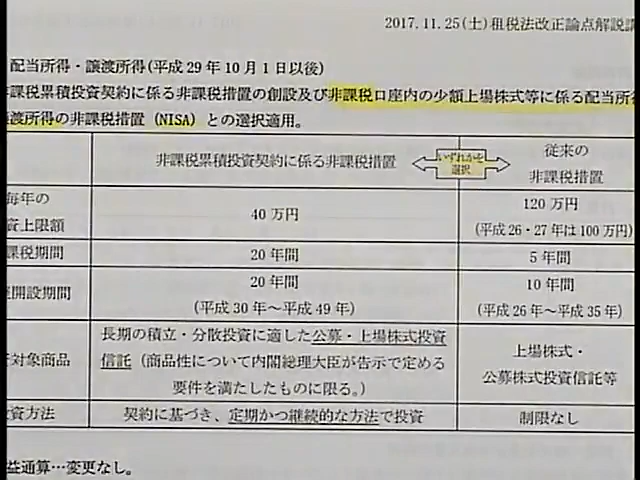 2017.11.25(土)租税法改正論点解説講
配当所得・譲渡所得(平成29年10月1日以後)
非課税累積投資契約に係る非課税措置の創設及び非課税口座内の少額上場株式等に係る配当所得
渡所得の非課税措置（NISA）との選択適用。
非課税累積投資契約に係る非課税措置 いずれかを選択 従来の
非課税措置
毎年の
資上限額 40万円 120万円
(平成26・27年は100万円)
課税期間 20年間 5年間
開設期間 20年間
(平成30年～平成49年) 10年間
(平成26年～平成35年)
対象商品 長期の積立・分散投資に適した公募・上場株式投資
信託（商品性について内閣総理大臣が告示で定める
要件を満たしたものに限る。） 上場株式・
公募株式投資信託等
資方法 契約に基づき、定期かつ継続的な方法で投資 制限なし
益通算…変更なし。